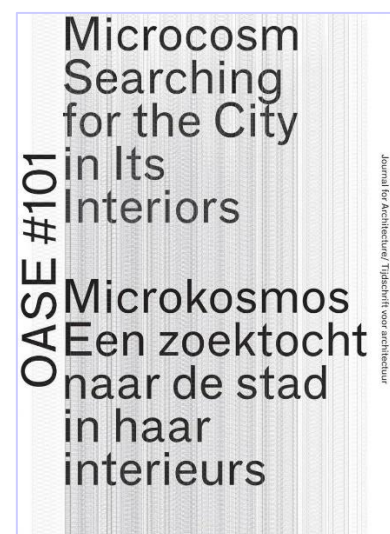 Microcosm
Searching
for the City
in Its
Interiors
OASE #101
Microkosmos
Een zoektocht
naar de stad
in haar
interieurs
Journal for Architecture/ Tijdschrift voor architectuur